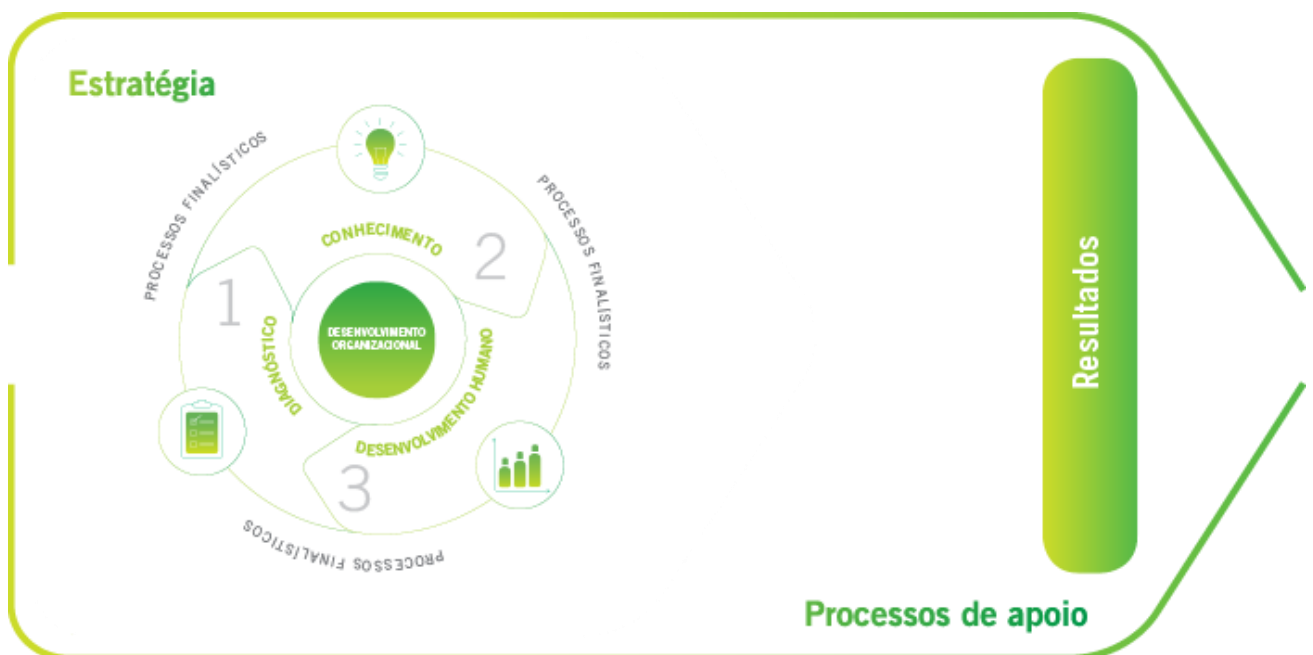 Estratégia
PROCESSOS FINALÍSTICOS
PROCESSOS FINALÍSTICOS
CONHECIMENTO
2
1
DESENVOLVIMENTO
ORGANIZACIONAL
DIAGNÓSTICO
DESENVOLVIMENTO HUMANO
3
PROCESSOS FINALÍSTICOS
Resultados
Processos de apoio